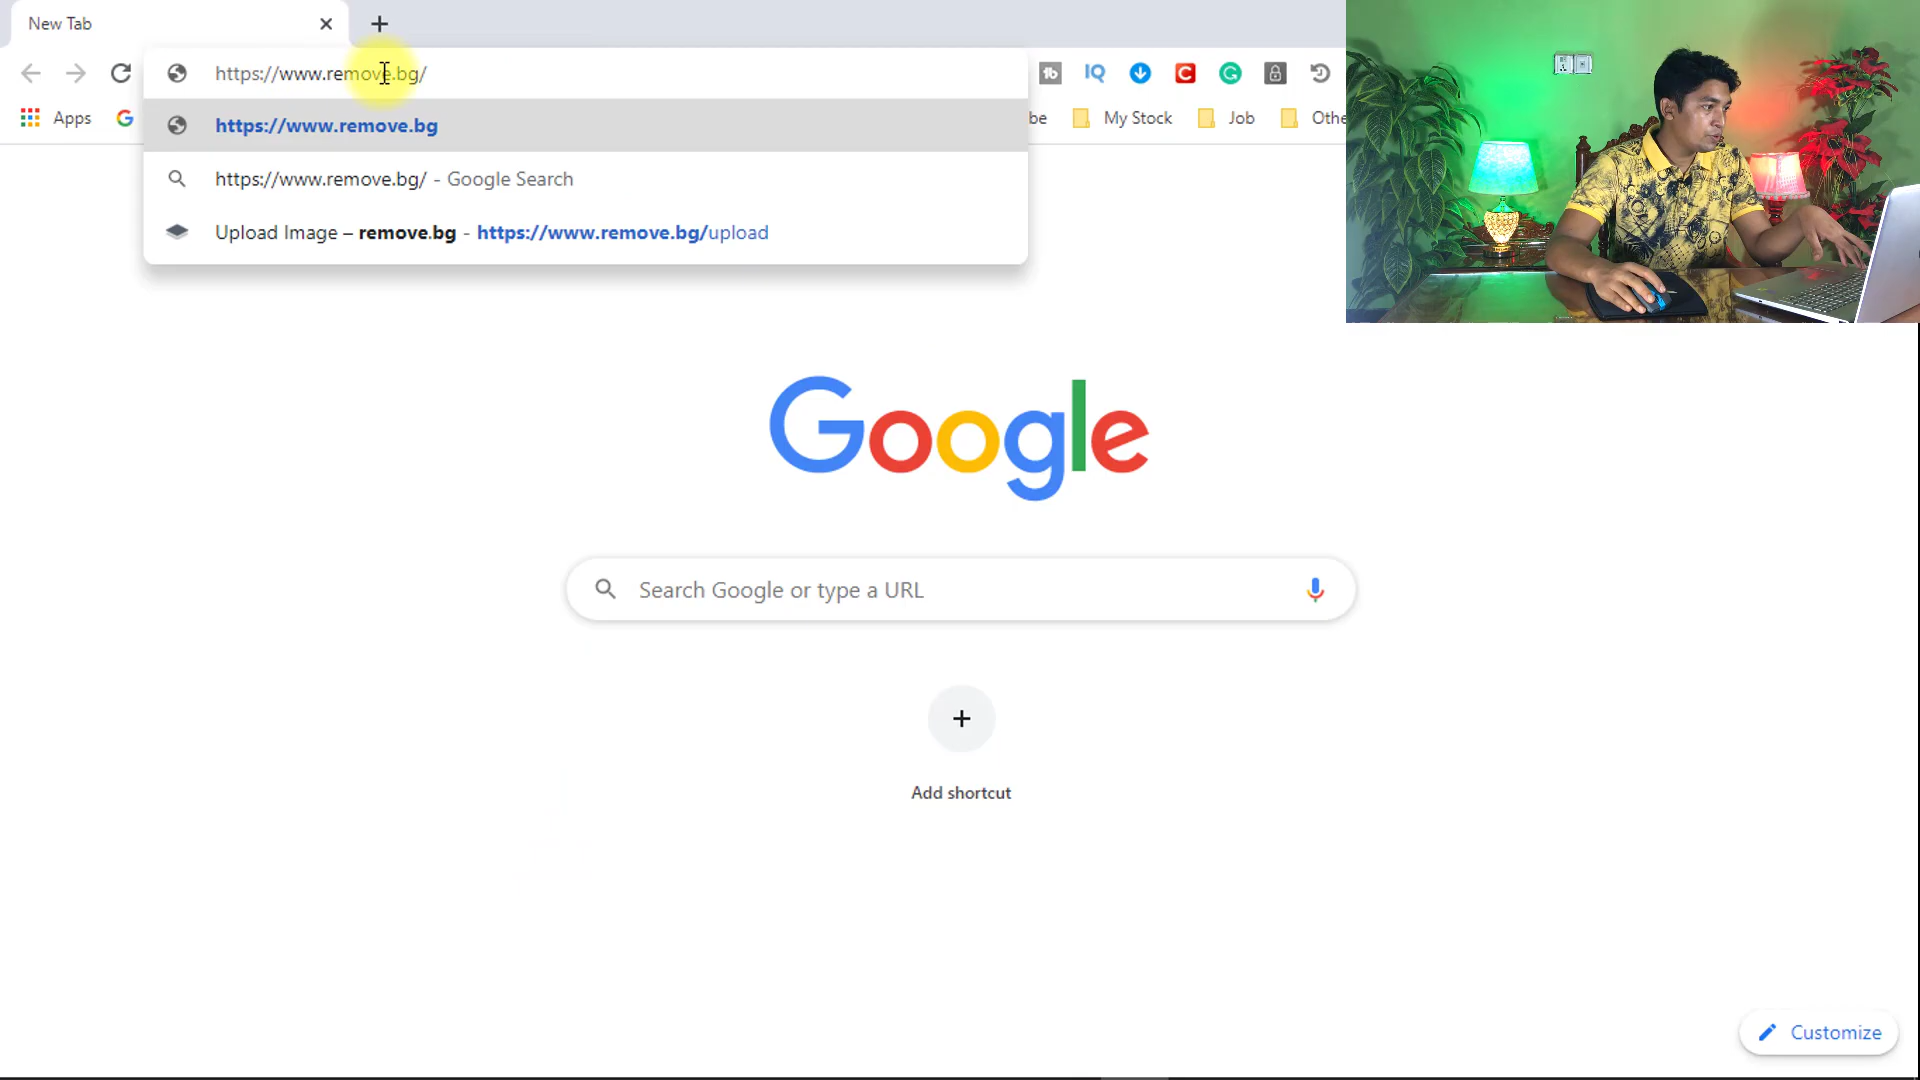 New Tab
https://www.remove.bg/
https://www.remove.bg
https://www.remove.bg/ - Google Search
Upload Image – remove.bg - https://www.remove.bg/upload
Apps
be
My Stock
Job
Othe
Google
Search Google or type a URL
Add shortcut
Customize